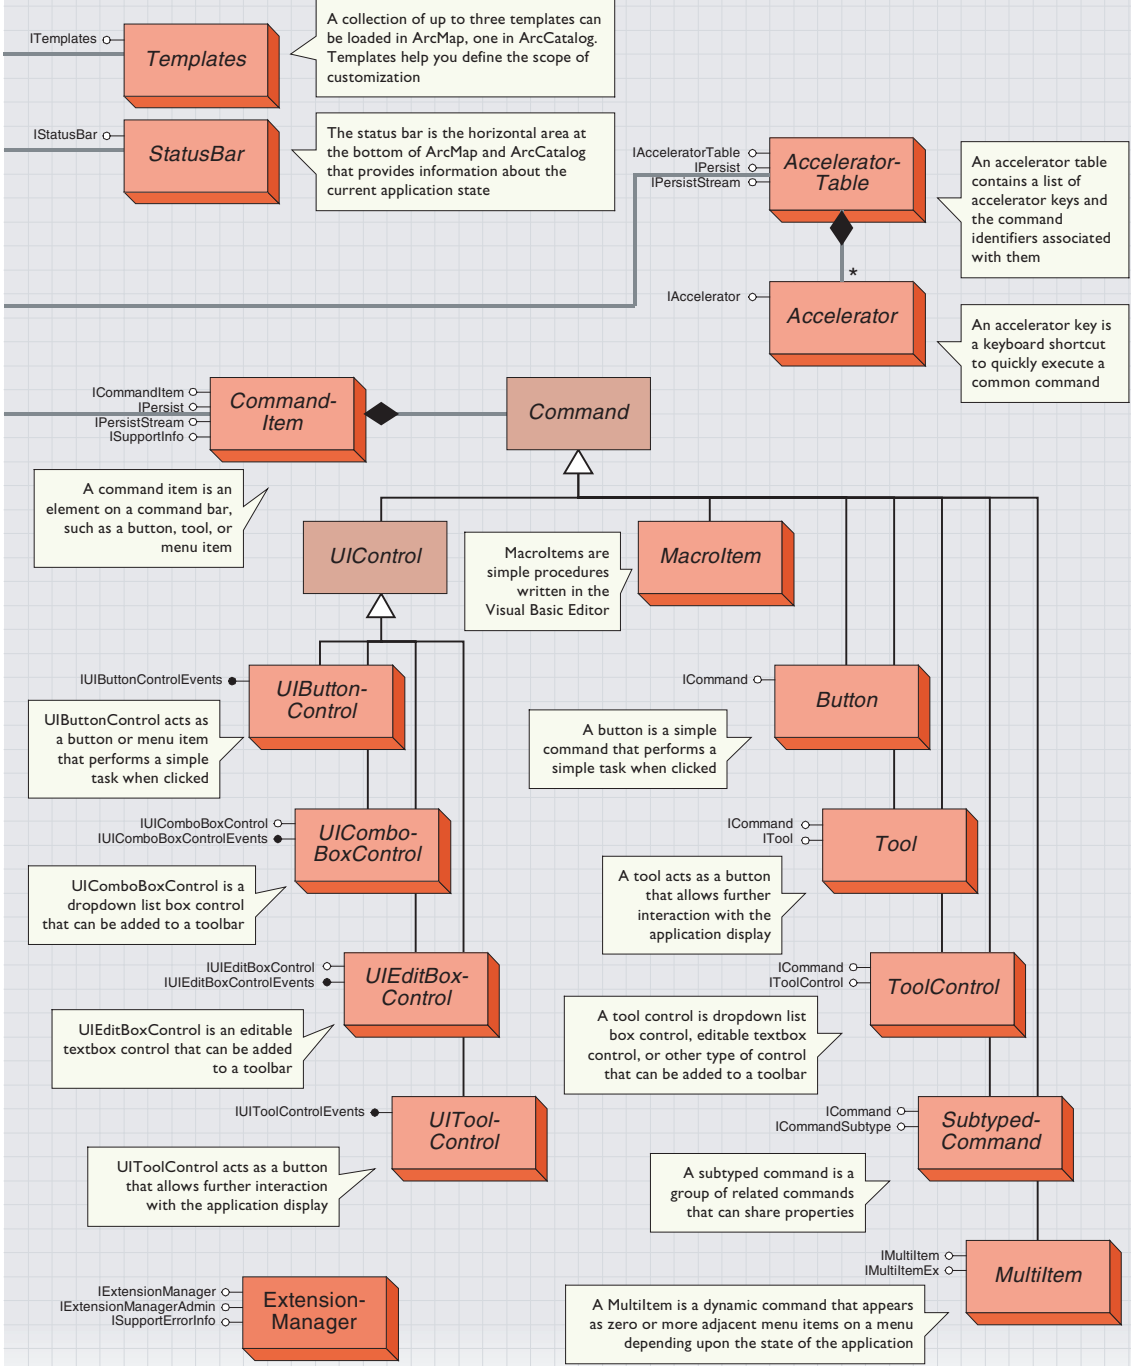 ITemplates
Templates
A collection of up to three templates can
be loaded in ArcMap, one in ArcCatalog.
Templates help you define the scope of
customization
IStatusBar
StatusBar
The status bar is the horizontal area at
the bottom of ArcMap and ArcCatalog
that provides information about the
current application state
IAcceleratorTable
IPersist
IPersistStream
Accelerator-
Table
An accelerator table
contains a list of
accelerator keys and
the command
identifiers associated
with them
*
IAccelerator
Accelerator
An accelerator key is
a keyboard shortcut
to quickly execute a
common command
ICommandItem
IPersist
IPersistStream
ISupportInfo
Command-
Item
Command
A command item is an
element on a command bar,
such as a button, tool, or
menu item
UIControl
MacroItems are
simple procedures
written in the
Visual Basic Editor
MacroItem
IUIButtonControlEvents
UIButton-
Control
UIButtonControl acts as
a button or menu item
that performs a simple
task when clicked
ICommand
Button
A button is a simple
command that performs a
simple task when clicked
IUIComboBoxControl
IUIComboBoxControlEvents
UICombo-
BoxControl
UIComboBoxControl is a
dropdown list box control
that can be added to a toolbar
ICommand
ITool
Tool
A tool acts as a button
that allows further
interaction with the
application display
IUIEditBoxControl
IUIEditBoxControlEvents
UIEditBox-
Control
UIEditBoxControl is an editable
textbox control that can be added
to a toolbar
ICommand
IToolControl
ToolControl
A tool control is dropdown list
box control, editable textbox
control, or other type of control
that can be added to a toolbar
IUIToolControlEvents
UITool-
Control
UIToolControl acts as a button
that allows further interaction
with the application display
ICommand
ICommandSubtype
Subtyped-
Command
A subtyped command is a
group of related commands
that can share properties
IMultiItem
IMultiItemEx
MultiItem
A MultiItem is a dynamic command that appears
as zero or more adjacent menu items on a menu
depending upon the state of the application
IExtensionManager
IExtensionManagerAdmin
ISupportErrorInfo
Extension-
Manager